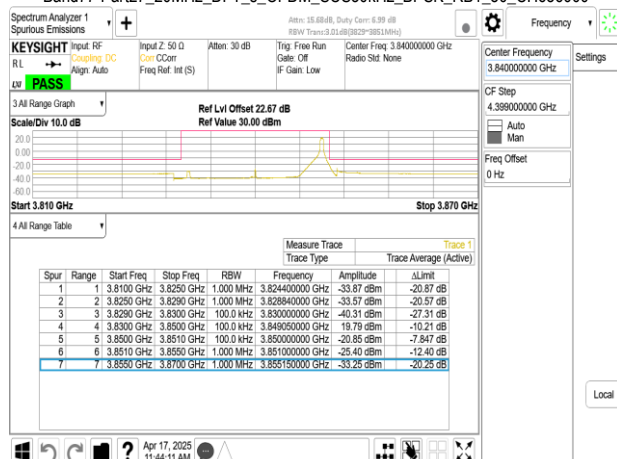 Spectrum Analyzer 1
Spurious Emissions
Attn: 15.68dB, Duty Corr: 6.99 dB
RBW Tranc:3.01dB(3829~3851MHz)
Frequency
KEYSIGHT Input: RF Input Z: 50 Ω Atten: 30 dB Trig: Free Run Center Freq: 3.840000000 GHz
RL Coupling: DC Corr CCorr Gate: Off Radio Std: None
Align: Auto Freq Ref: Int (S) IF Gain: Low
LXI PASS
Center Frequency
3.840000000 GHz
Settings
CF Step
4.399000000 GHz
Auto
Man
Freq Offset
0 Hz
3 All Range Graph
Ref Lvl Offset 22.67 dB
Scale/Div 10.0 dB Ref Value 30.00 dBm
20.0
0.00
-20.0
-40.0
-60.0
Start 3.810 GHz Stop 3.870 GHz
4 All Range Table
Measure Trace Trace 1
Trace Type Trace Average (Active)
Spur Range Start Freq Stop Freq RBW Frequency Amplitude ΔLimit
1 1 3.8100 GHz 3.8250 GHz 1.000 MHz 3.824400000 GHz -33.87 dBm -20.87 dB
2 2 3.8250 GHz 3.8290 GHz 1.000 MHz 3.828840000 GHz -33.57 dBm -20.57 dB
3 3 3.8290 GHz 3.8300 GHz 100.0 kHz 3.830000000 GHz -40.31 dBm -27.31 dB
4 4 3.8300 GHz 3.8500 GHz 100.0 kHz 3.849050000 GHz 19.79 dBm -10.21 dB
5 5 3.8500 GHz 3.8510 GHz 100.0 kHz 3.850000000 GHz -20.85 dBm -7.847 dB
6 6 3.8510 GHz 3.8550 GHz 1.000 MHz 3.851000000 GHz -25.40 dBm -12.40 dB
7 7 3.8550 GHz 3.8700 GHz 1.000 MHz 3.855150000 GHz -33.25 dBm -20.25 dB
Local
Apr 17, 2025
11:44:11 AM